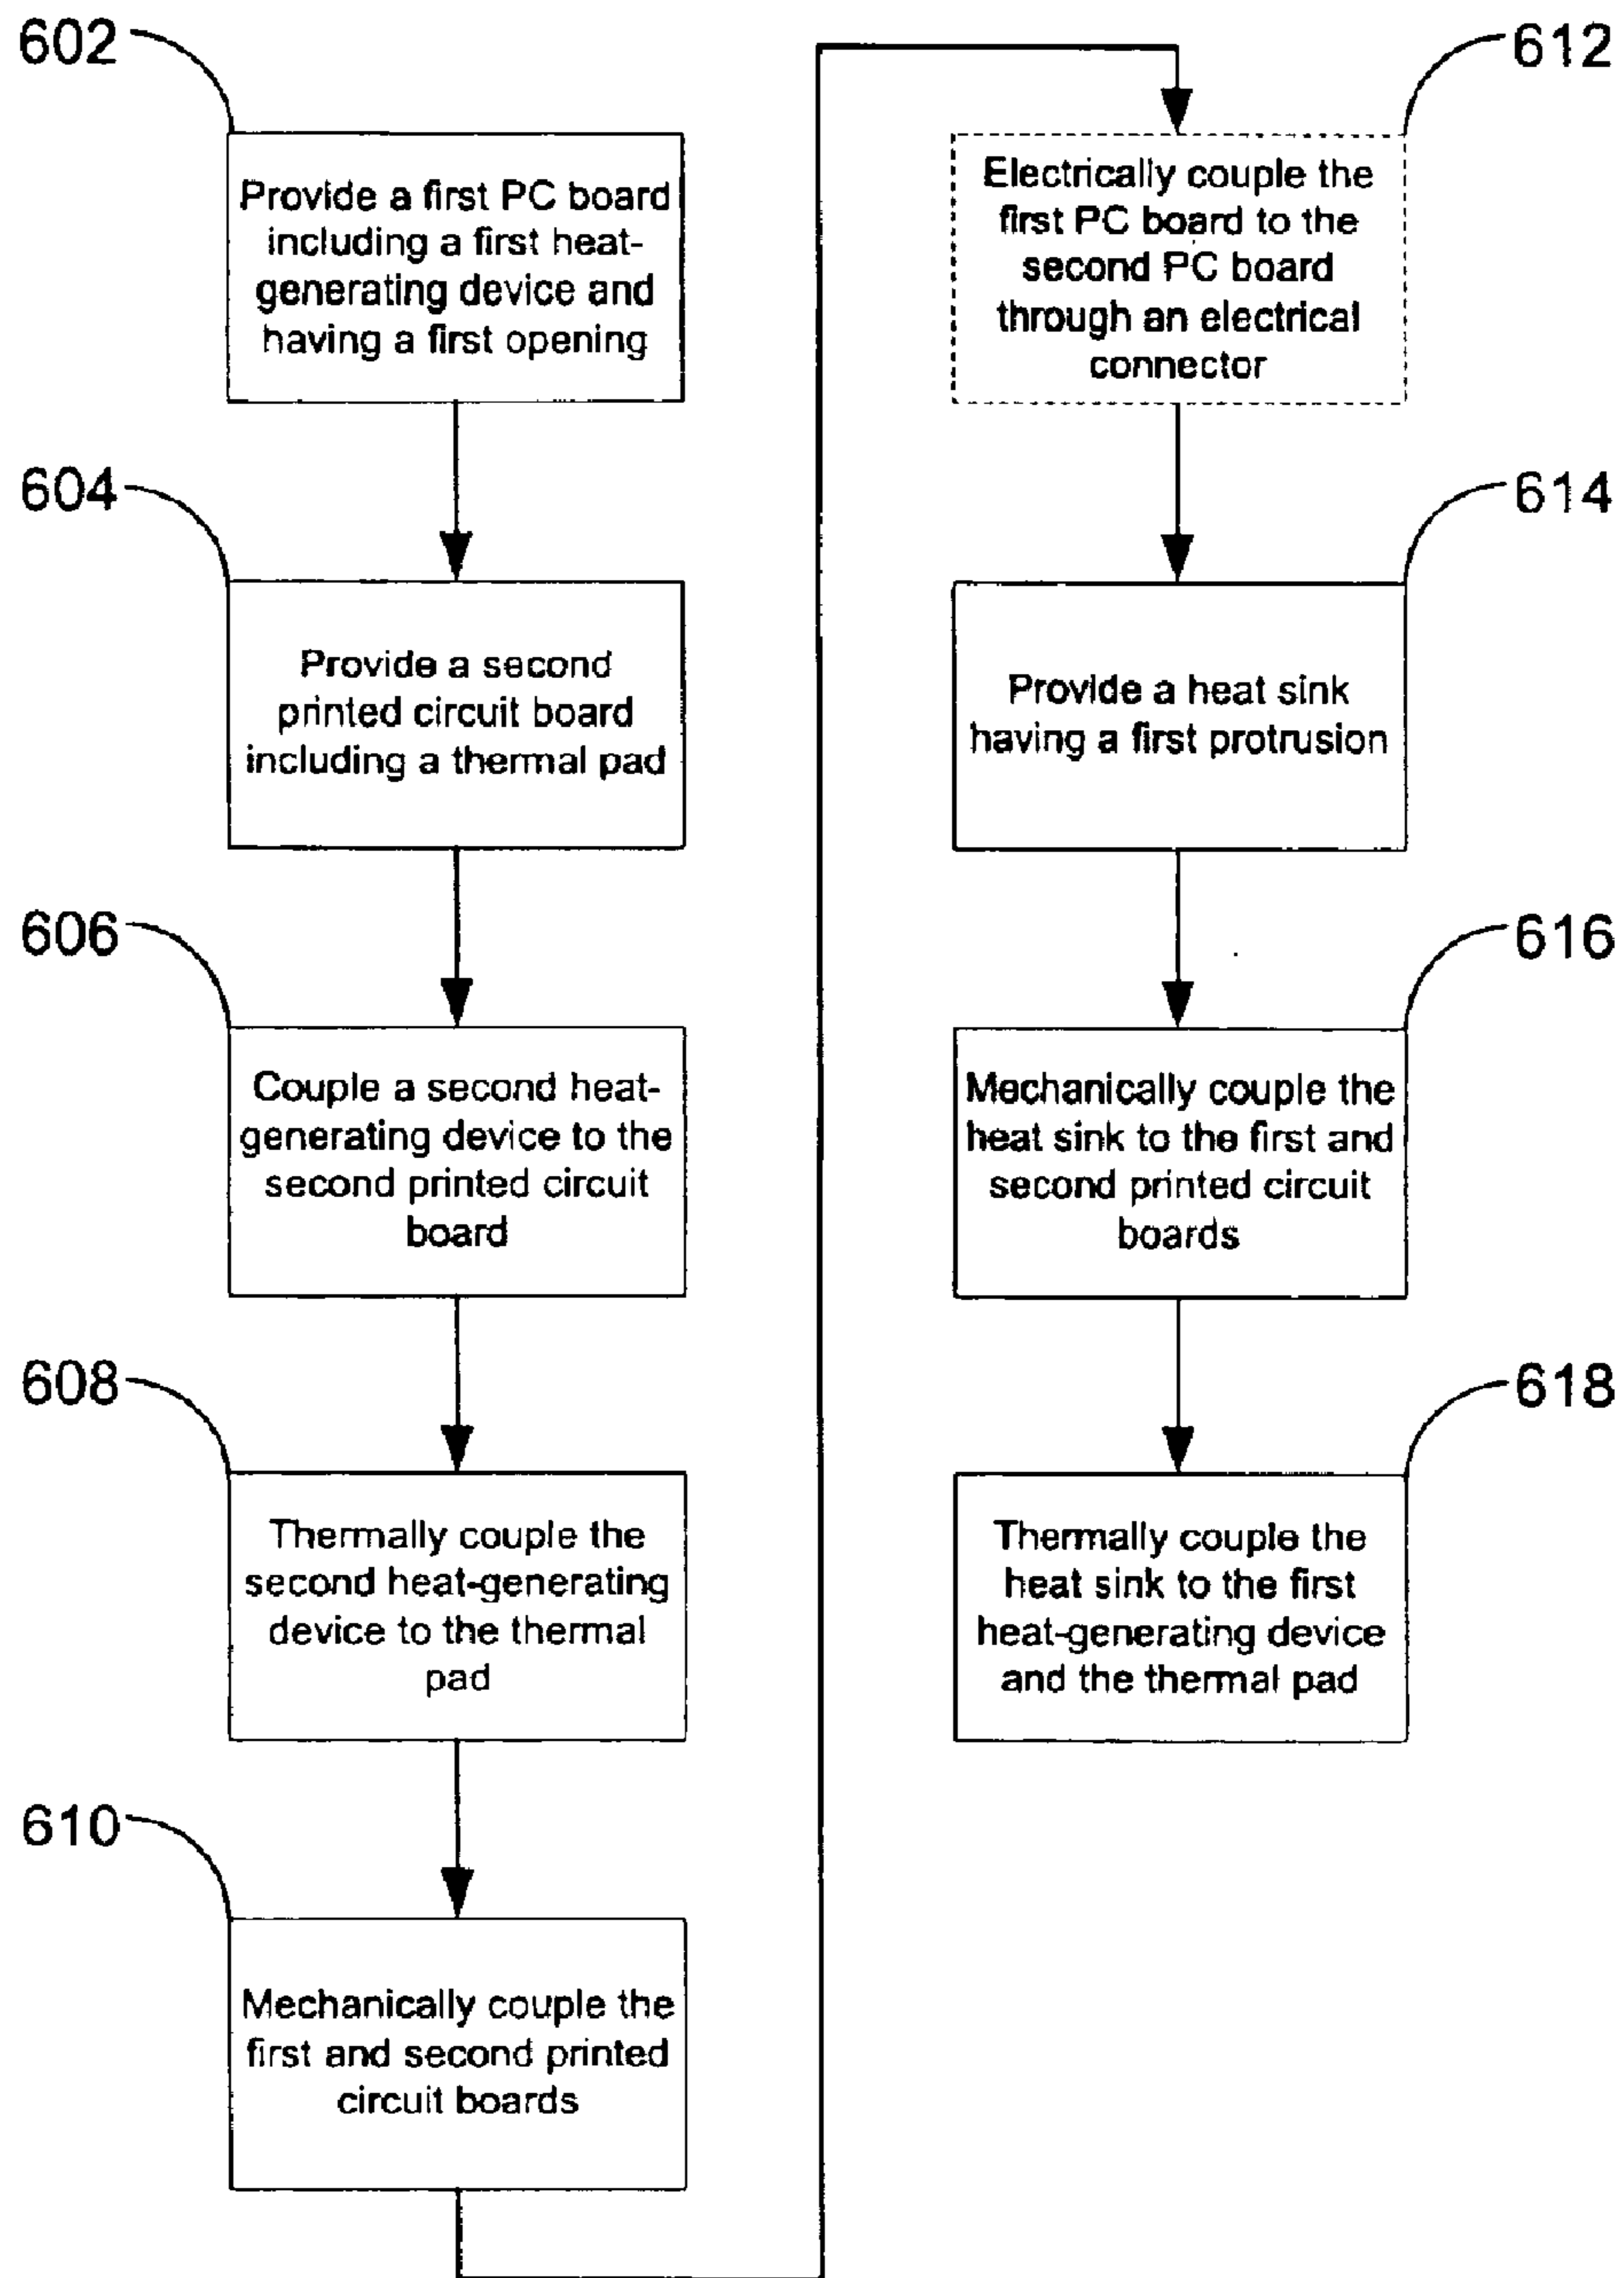 602
Provide a first PC board
including a first heat-
generating device and
having a first opening
604
Provide a second
printed circuit board
including a thermal pad
606
Couple a second heat-
generating device to the
second printed circuit
board
608
Thermally couple the
second heat-generating
device to the thermal
pad
610
Mechanically couple the
first and second printed
circuit boards
612
Electrically couple the
first PC board to the
second PC board
through an electrical
connector
614
Provide a heat sink
having a first protrusion
616
Mechanically couple the
heat sink to the first and
second printed circuit
boards
618
Thermally couple the
heat sink to the first
heat-generating device
and the thermal pad